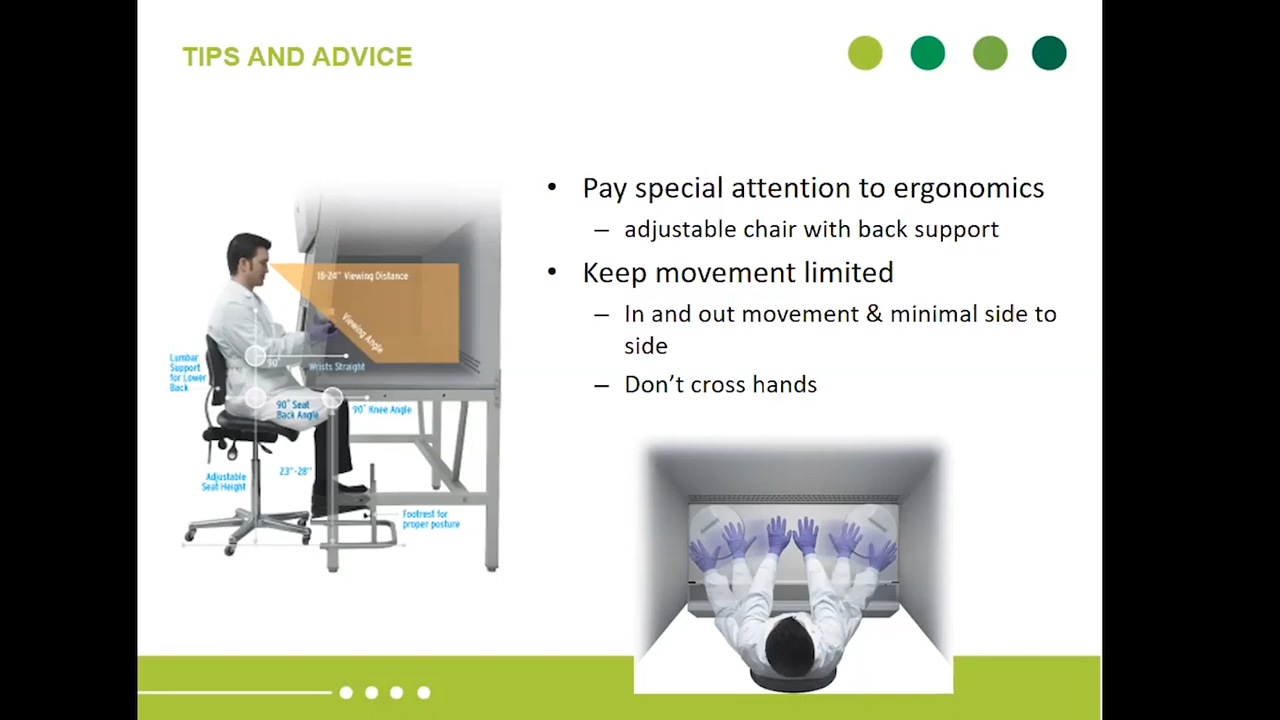 TIPS AND ADVICE
• Pay special attention to ergonomics
– adjustable chair with back support
• Keep movement limited
– In and out movement & minimal side to
side
– Don’t cross hands
18-24" Viewing Distance
Viewing Angle
90°
Wrists Straight
Lumbar
Support
for Lower
Back
90° Seat
Back Angle
90° Knee Angle
Adjustable
Seat Height
23"-28"
Footrest for
proper posture